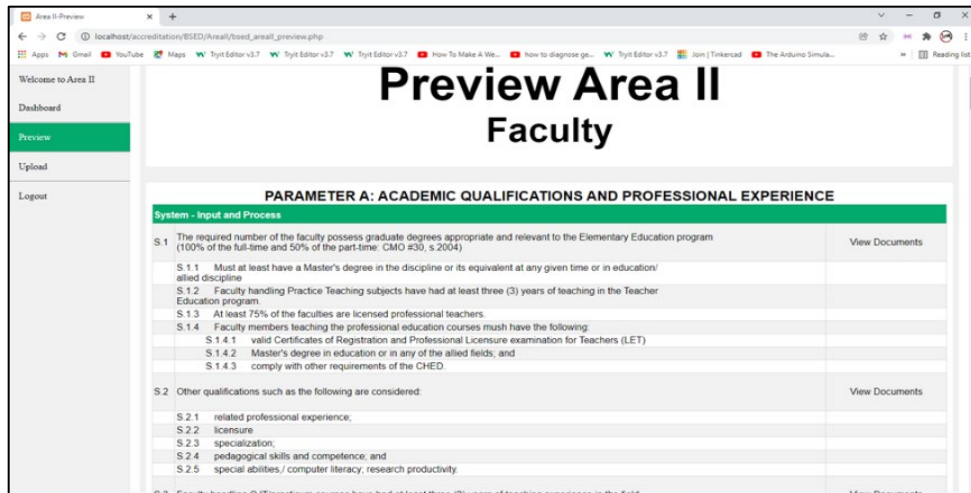 Area II-Preview
localhost/accreditation/BSED/AreaII/bsed_areaII_preview.php
Apps Gmail YouTube Maps Tryit Editor v3.7 Tryit Editor v3.7 Tryit Editor v3.7 How To Make A We... how to diagnose ge... Tryit Editor v3.7 Join | Tinkercad The Arduino Simula... » Reading list
Welcome to Area II
Dashboard
Preview
Upload
Logout
Preview Area II
Faculty
PARAMETER A: ACADEMIC QUALIFICATIONS AND PROFESSIONAL EXPERIENCE
System - Input and Process
S.1 The required number of the faculty possess graduate degrees appropriate and relevant to the Elementary Education program
(100% of the full-time and 50% of the part-time: CMO #30, s.2004) View Documents
S.1.1 Must at least have a Master's degree in the discipline or its equivalent at any given time or in education/
allied discipline
S.1.2 Faculty handling Practice Teaching subjects have had at least three (3) years of teaching in the Teacher
Education program.
S.1.3 At least 75% of the faculties are licensed professional teachers.
S.1.4 Faculty members teaching the professional education courses mush have the following:
S.1.4.1 valid Certificates of Registration and Professional Licensure examination for Teachers (LET)
S.1.4.2 Master's degree in education or in any of the allied fields; and
S.1.4.3 comply with other requirements of the CHED.
S.2 Other qualifications such as the following are considered: View Documents
S.2.1 related professional experience;
S.2.2 licensure
S.2.3 specialization;
S.2.4 pedagogical skills and competence; and
S.2.5 special abilities,/ computer literacy; research productivity.